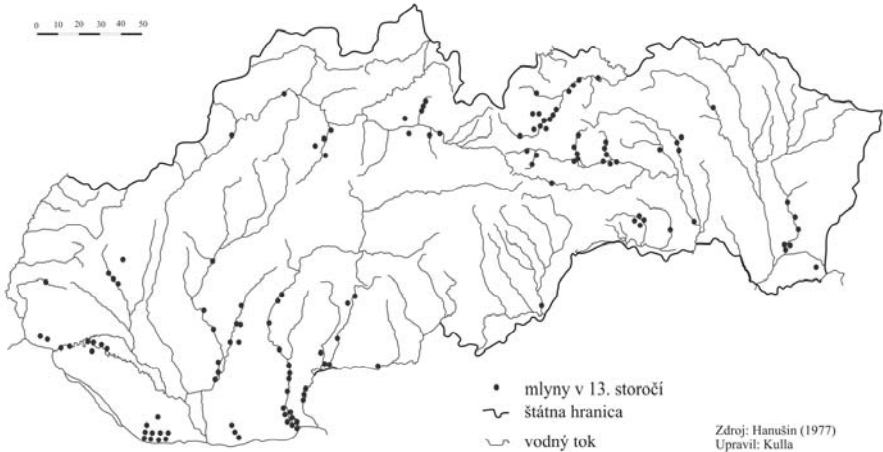 0 10 20 30 40 50
mlyny v 13. storočí
štátna hranica
vodný tok
Zdroj: Hanušin (1977)
Upravil: Kulla